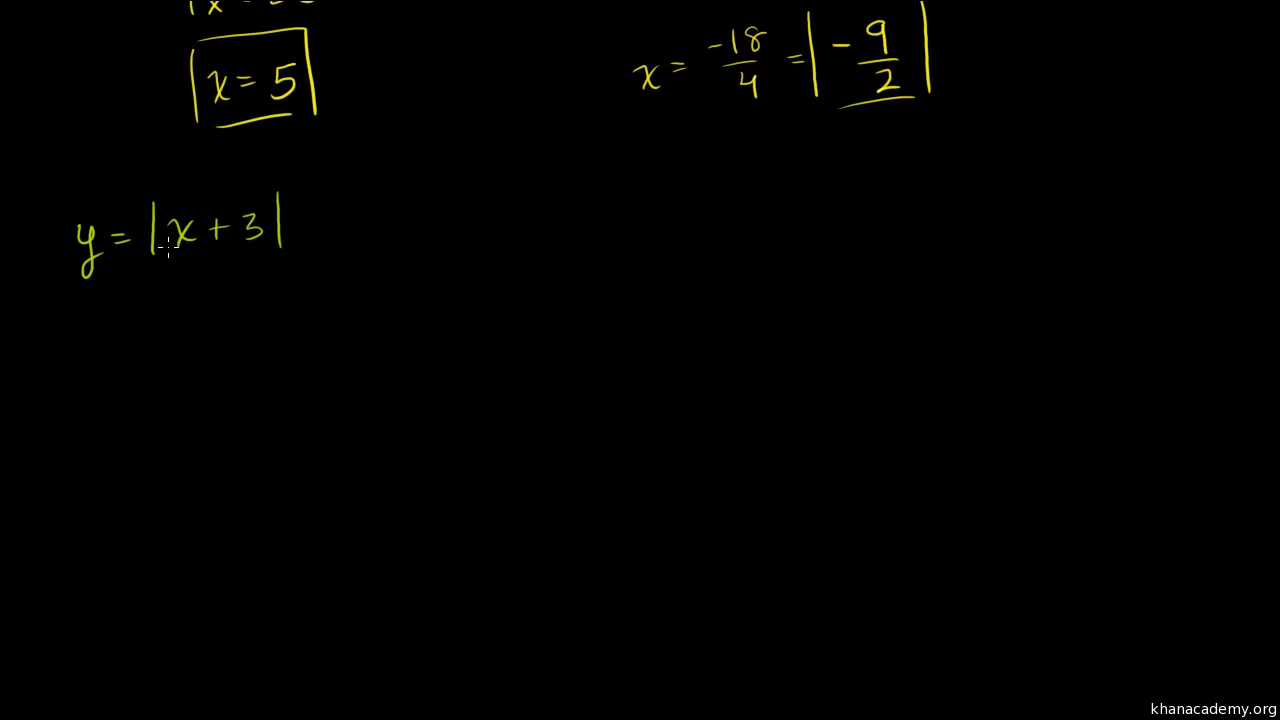 x = 5
x = -18/4 = -9/2
y = |x + 3|
khanacademy.org